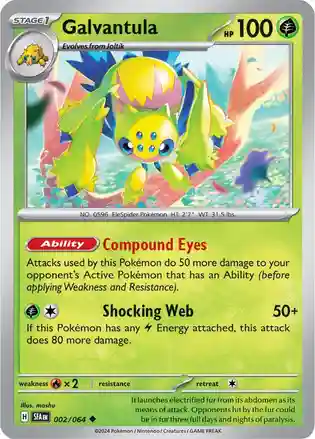 STAGE 1
Galvantula
HP 100
Evolves from Joltik
NO. 0596 EleSpider Pokémon HT: 2'7" WT: 31.5 lbs.
Ability Compound Eyes
Attacks used by this Pokémon do 50 more damage to your
opponent's Active Pokémon that has an Ability (before
applying Weakness and Resistance).
Shocking Web 50+
If this Pokémon has any Energy attached, this
attack does 80 more damage.
weakness ×2 resistance retreat
Illus. mashu
H SFA EN 002/064
It launches electrified fur from its abdomen as its
means of attack. Opponents hit by the fur could
be in for three full days and nights of paralysis.
©2024 Pokémon / Nintendo / Creatures / GAME FREAK